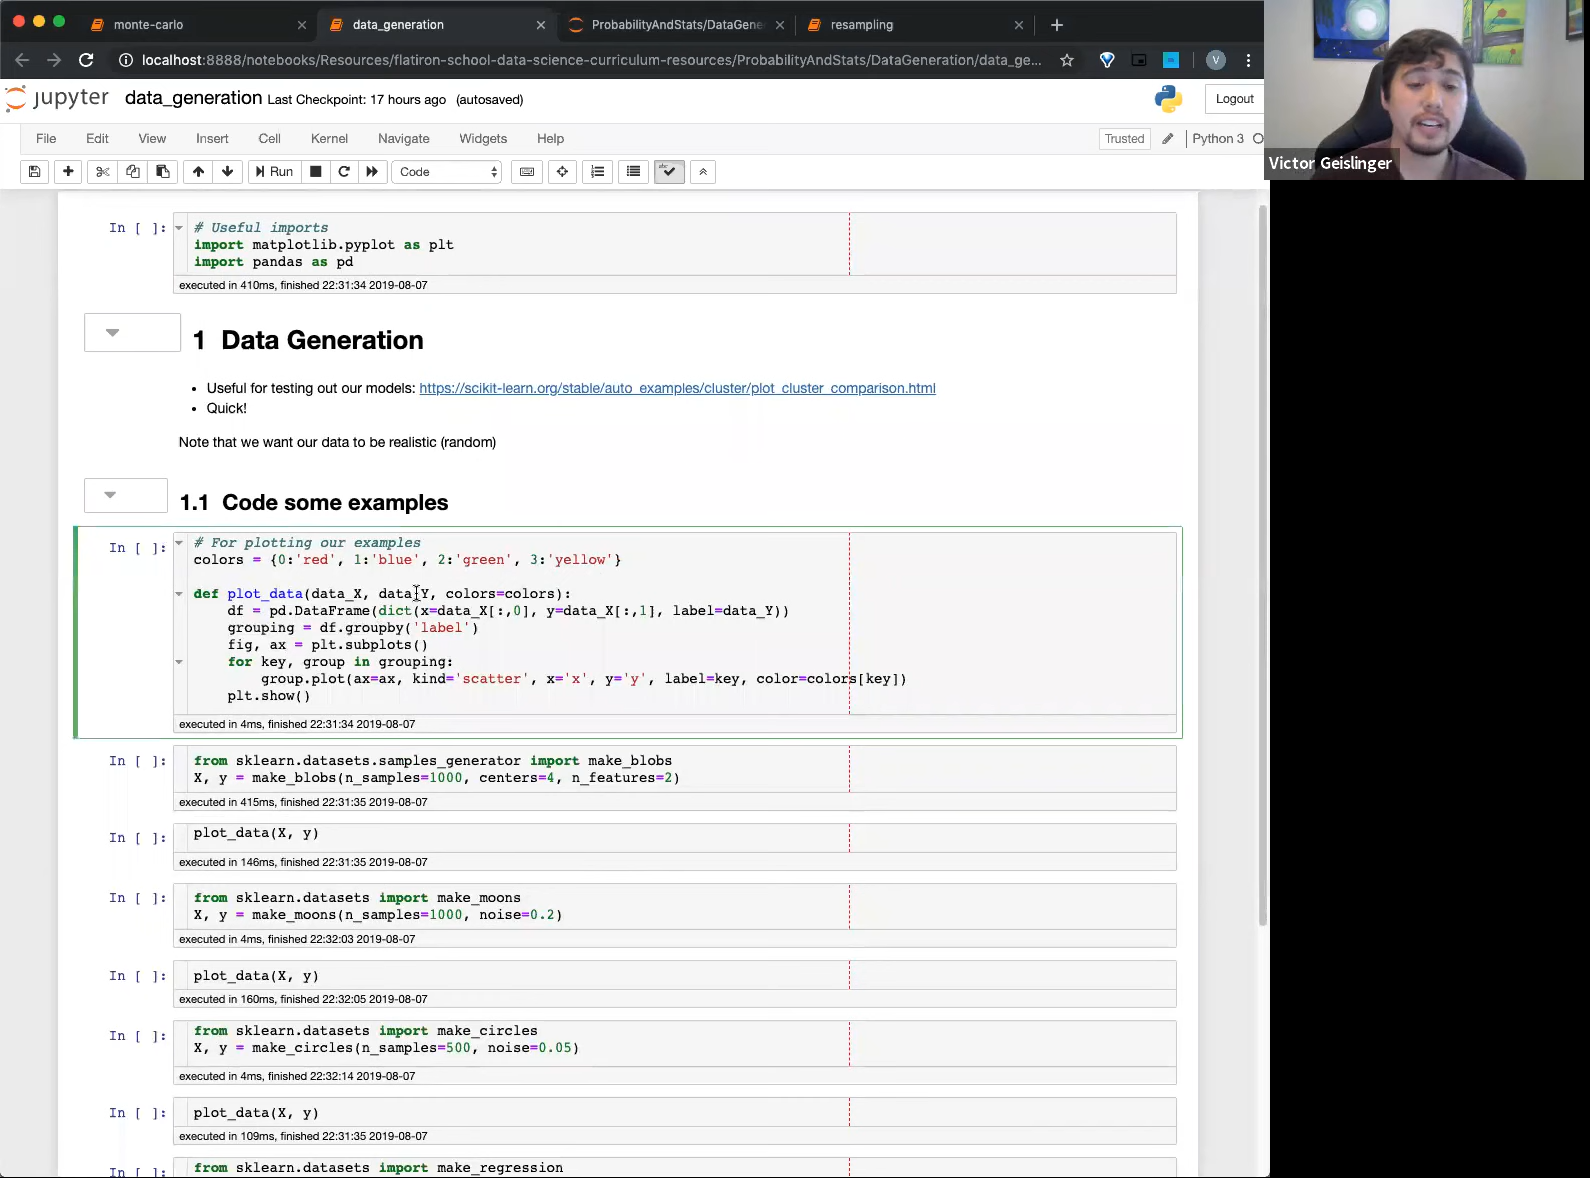 monte-carlo
data_generation
ProbabilityAndStats/DataGene
resampling
localhost:8888/notebooks/Resources/flatiron-school-data-science-curriculum-resources/ProbabilityAndStats/DataGeneration/data_ge...
V
jupyter data_generation Last Checkpoint: 17 hours ago (autosaved)
Logout
File Edit View Insert Cell Kernel Navigate Widgets Help
Trusted Python 3
Run Code
Victor Geislinger
In [ ]: # Useful imports
import matplotlib.pyplot as plt
import pandas as pd
executed in 410ms, finished 22:31:34 2019-08-07
1 Data Generation
• Useful for testing out our models: https://scikit-learn.org/stable/auto_examples/cluster/plot_cluster_comparison.html
• Quick!
Note that we want our data to be realistic (random)
1.1 Code some examples
In [ ]: # For plotting our examples
colors = {0:'red', 1:'blue', 2:'green', 3:'yellow'}
def plot_data(data_X, data_Y, colors=colors):
df = pd.DataFrame(dict(x=data_X[:,0], y=data_X[:,1], label=data_Y))
grouping = df.groupby('label')
fig, ax = plt.subplots()
for key, group in grouping:
group.plot(ax=ax, kind='scatter', x='x', y='y', label=key, color=colors[key])
plt.show()
executed in 4ms, finished 22:31:34 2019-08-07
In [ ]: from sklearn.datasets.samples_generator import make_blobs
X, y = make_blobs(n_samples=1000, centers=4, n_features=2)
executed in 415ms, finished 22:31:35 2019-08-07
In [ ]: plot_data(X, y)
executed in 146ms, finished 22:31:35 2019-08-07
In [ ]: from sklearn.datasets import make_moons
X, y = make_moons(n_samples=1000, noise=0.2)
executed in 4ms, finished 22:32:03 2019-08-07
In [ ]: plot_data(X, y)
executed in 160ms, finished 22:32:05 2019-08-07
In [ ]: from sklearn.datasets import make_circles
X, y = make_circles(n_samples=500, noise=0.05)
executed in 4ms, finished 22:32:14 2019-08-07
In [ ]: plot_data(X, y)
executed in 109ms, finished 22:31:35 2019-08-07
In [ ]: from sklearn.datasets import make_regression